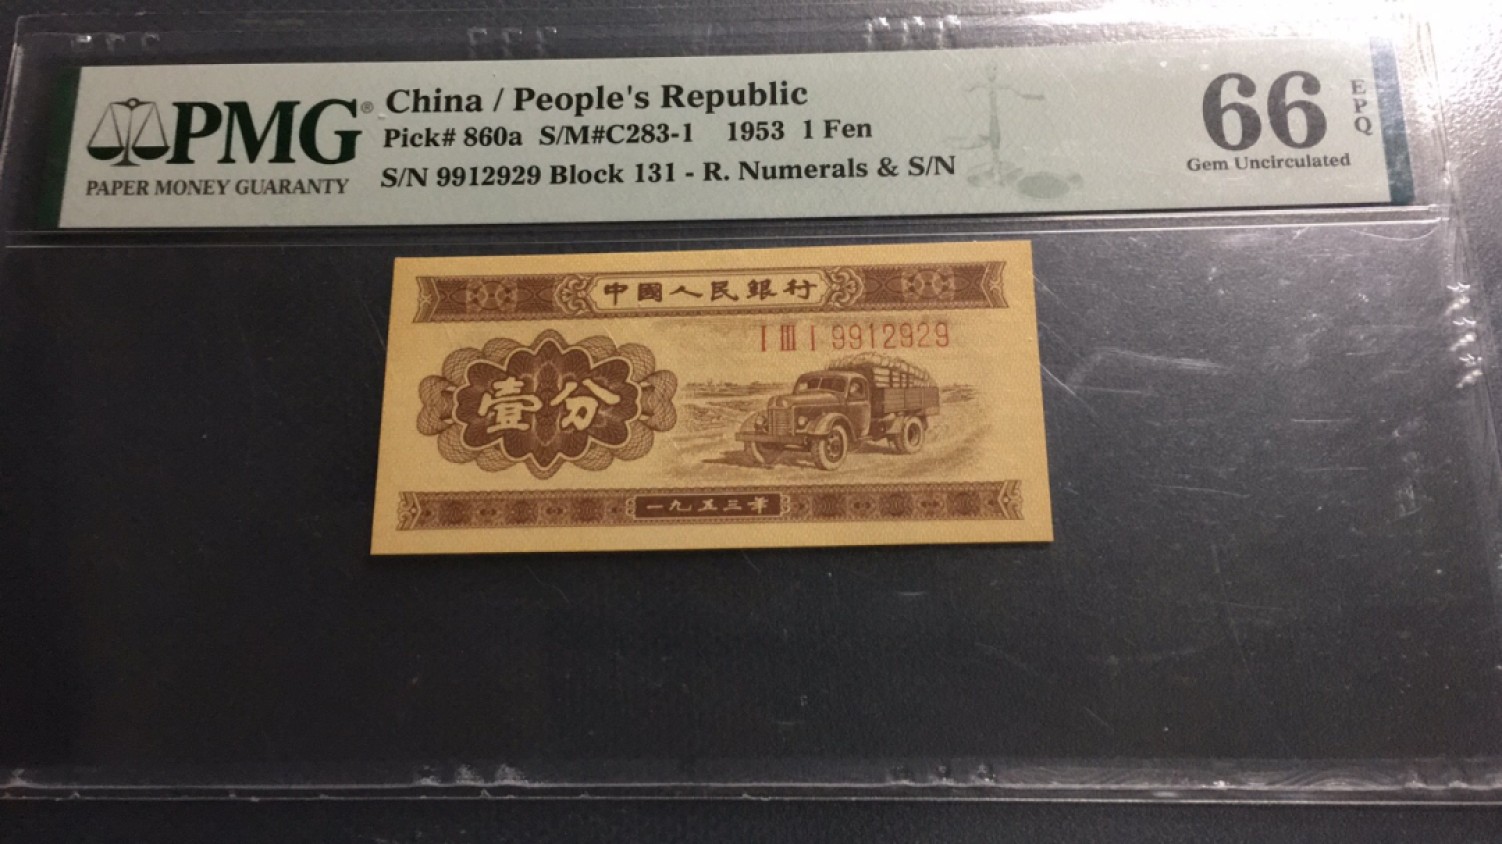 PMG®
PAPER MONEY GUARANTY
China / People's Republic
Pick# 860a S/M#C283-1 1953 1 Fen
S/N 9912929 Block 131 - R. Numerals & S/N
66
EPQ
Gem Uncirculated
中國人民銀行
I III I 9912929
壹分
一九五三年